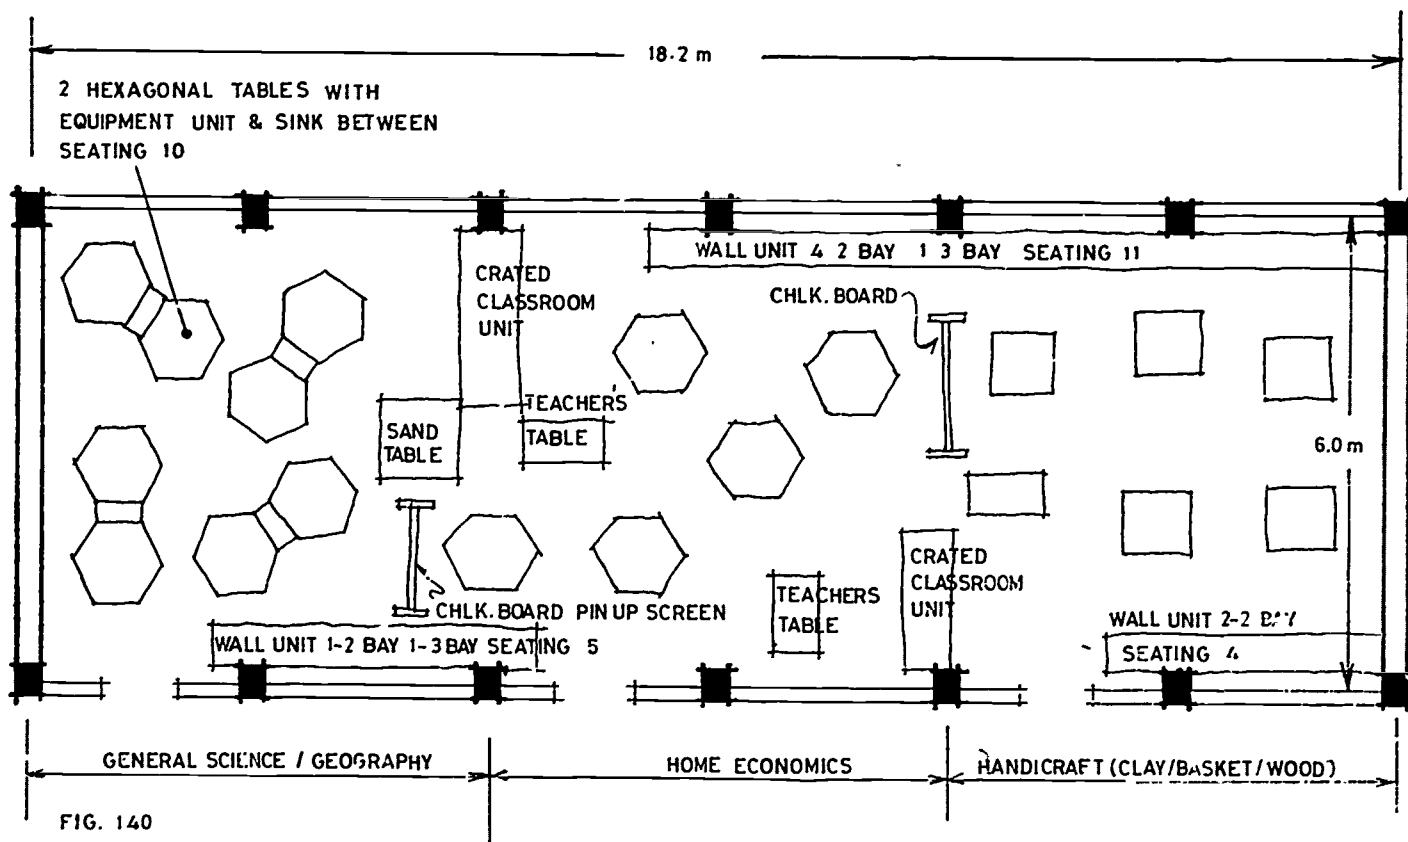 18.2 m
2 HEXAGONAL TABLES WITH
EQUIPMENT UNIT & SINK BETWEEN
SEATING 10
WALL UNIT 4 2 BAY 1 3 BAY SEATING 11
CRATED
CLASSROOM
UNIT
CHLK. BOARD
TEACHER'S
TABLE
SAND
TABLE
6.0 m
CRATED
CLASSROOM
UNIT
TEACHERS
TABLE
CHLK. BOARD PIN UP SCREEN
WALL UNIT 1-2 BAY 1-3 BAY SEATING 5
WALL UNIT 2-2 BAY
SEATING 4
GENERAL SCIENCE / GEOGRAPHY
HOME ECONOMICS
HANDICRAFT (CLAY/BASKET/WOOD)
FIG. 140